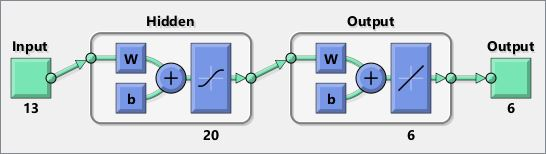 Hidden Output
Input Output
W W
+ +
b b
13 6
20 6